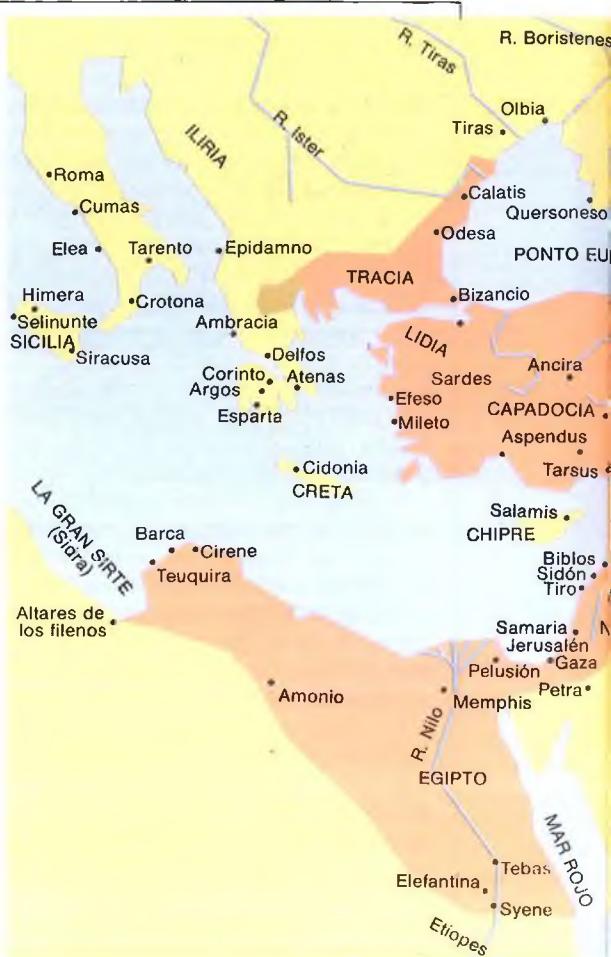 R. Tiras
R. Boristenes
Olbia
Tiras
ILIRIA
R. Ister
Roma
Calatis
Cumas
Quersoneso
Odesa
Elea
Tarento
Epidamno
PONTO EU
TRACIA
Himera
Crotona
Bizancio
Selinunte
Ambracia
LIDIA
SICILIA
Siracusa
Delfos
Ancira
Corinto
Atenas
Sardes
Argos
Efeso
CAPADOCIA
Esparta
Mileto
Aspendus
Tarsus
Cidonia
CRETA
LA GRAN SIRTE
(Sidra)
Salamis
CHIPRE
Barca
Cirene
Biblos
Teuquira
Sidón
Tiro
Altares de
los filenos
Samaria
N
Jerusalén
Pelusión
Gaza
Amonio
Memphis
Petra
R. Nilo
EGIPTO
MAR ROJO
Tebas
Elefantina
Syene
Etiopes